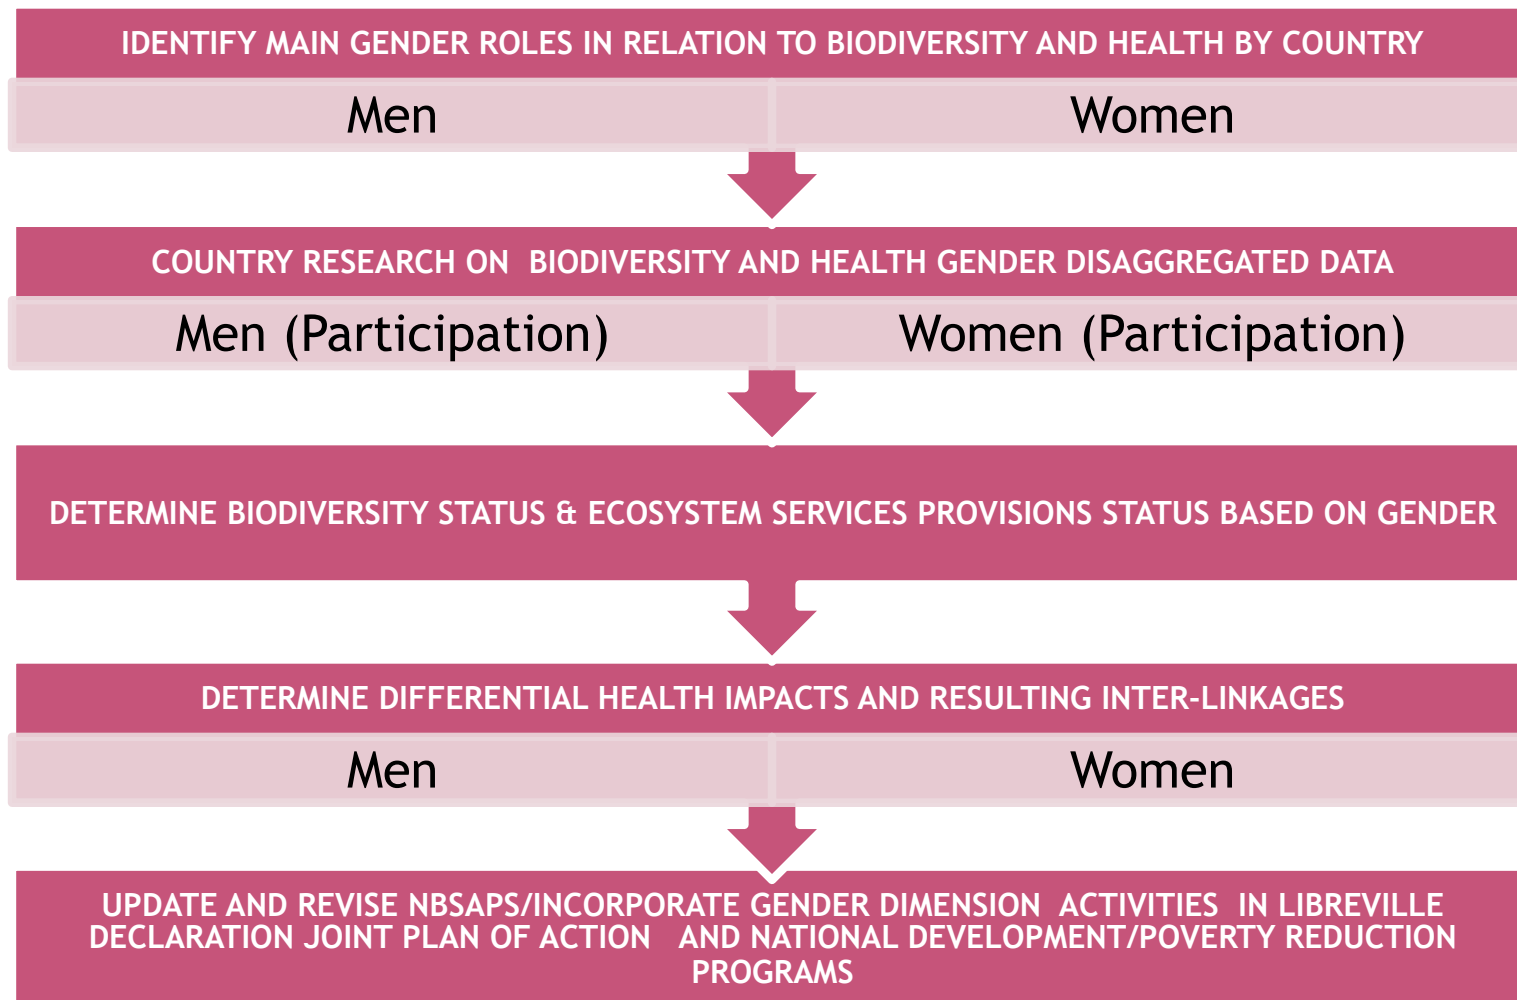 IDENTIFY MAIN GENDER ROLES IN RELATION TO BIODIVERSITY AND HEALTH BY COUNTRY
Men
Women
COUNTRY RESEARCH ON BIODIVERSITY AND HEALTH GENDER DISAGGREGATED DATA
Men (Participation)
Women (Participation)
DETERMINE BIODIVERSITY STATUS & ECOSYSTEM SERVICES PROVISIONS STATUS BASED ON GENDER
DETERMINE DIFFERENTIAL HEALTH IMPACTS AND RESULTING INTER-LINKAGES
Men
Women
UPDATE AND REVISE NBSAPS/INCORPORATE GENDER DIMENSION ACTIVITIES IN LIBREVILLE
DECLARATION JOINT PLAN OF ACTION AND NATIONAL DEVELOPMENT/POVERTY REDUCTION
PROGRAMS